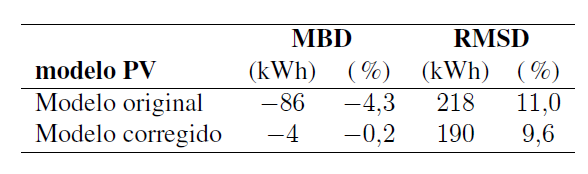 MBD RMSD
modelo PV (kWh) (%) (kWh) (%)
Modelo original −86 −4,3 218 11,0
Modelo corregido −4 −0,2 190 9,6